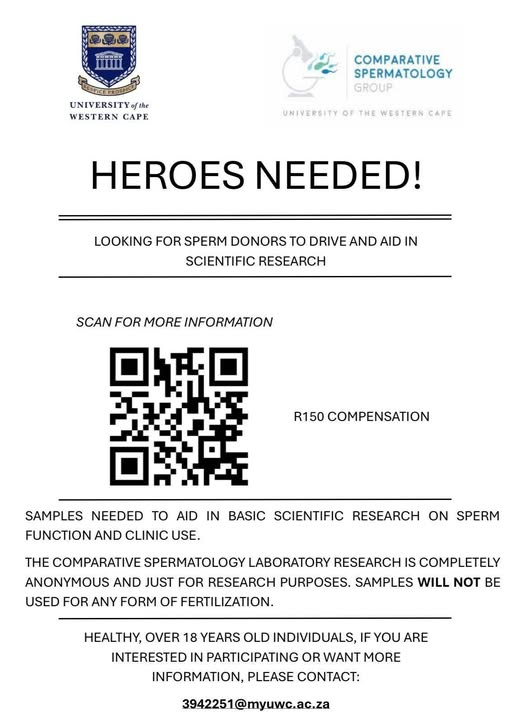 UNIVERSITY of the
WESTERN CAPE
COMPARATIVE
SPERMATOLOGY
GROUP
UNIVERSITY OF THE WESTERN CAPE
HEROES NEEDED!
LOOKING FOR SPERM DONORS TO DRIVE AND AID IN
SCIENTIFIC RESEARCH
SCAN FOR MORE INFORMATION
R150 COMPENSATION
SAMPLES NEEDED TO AID IN BASIC SCIENTIFIC RESEARCH ON SPERM
FUNCTION AND CLINIC USE.
THE COMPARATIVE SPERMATOLOGY LABORATORY RESEARCH IS COMPLETELY
ANONYMOUS AND JUST FOR RESEARCH PURPOSES. SAMPLES WILL NOT BE
USED FOR ANY FORM OF FERTILIZATION.
HEALTHY, OVER 18 YEARS OLD INDIVIDUALS, IF YOU ARE
INTERESTED IN PARTICIPATING OR WANT MORE
INFORMATION, PLEASE CONTACT:
3942251@myuwc.ac.za